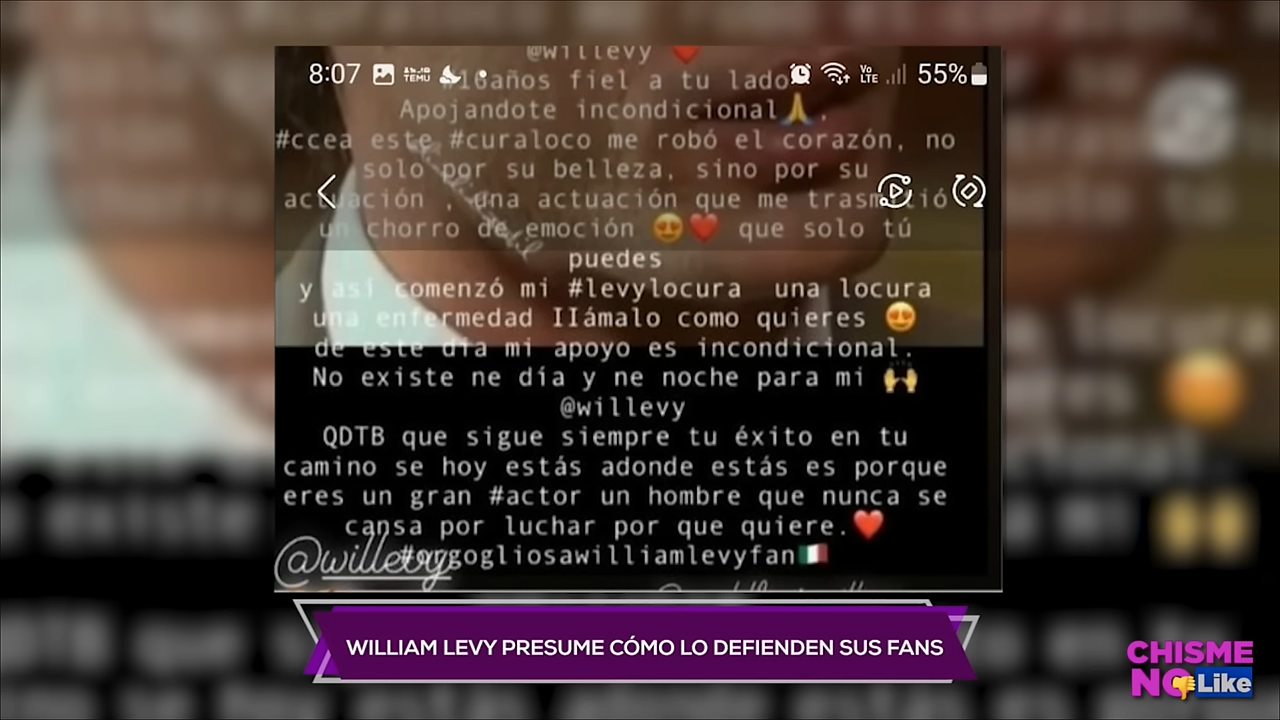 @willevy ❤️
8:07 TEMU Vo LTE 55%
#16años fiel a tu lado
Apojandote incondicional🙏.
#ccea este #curaloco me robó el corazón, no
solo por su belleza, sino por su
actuación , una actuación que me trasmitió
un chorro de emoción 😍❤️ que solo tú
puedes
y asi comenzó mi #levylocura una locura
una enfermedad IIámalo como quieres 😍
de este día mi apoyo es incondicional.
No existe ne día y ne noche para mi 🙌
@willevy
QDTB que sigue siempre tu éxito en tu
camino se hoy estás adonde estás es porque
eres un gran #actor un hombre que nunca se
cansa por luchar por que quiere.❤️
#orgogliosawilliamlevyfan🇮🇹
@willevy
WILLIAM LEVY PRESUME CÓMO LO DEFIENDEN SUS FANS
CHISME
NO Like